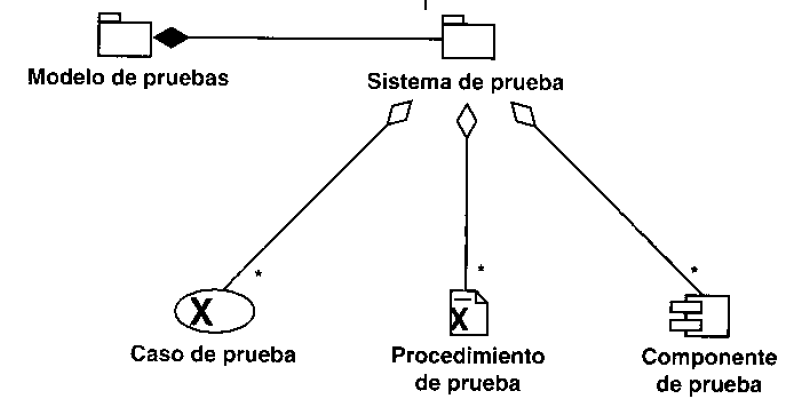 Modelo de pruebas
Sistema de prueba
*
*
*
X
X
Caso de prueba
Procedimiento
de prueba
Componente
de prueba